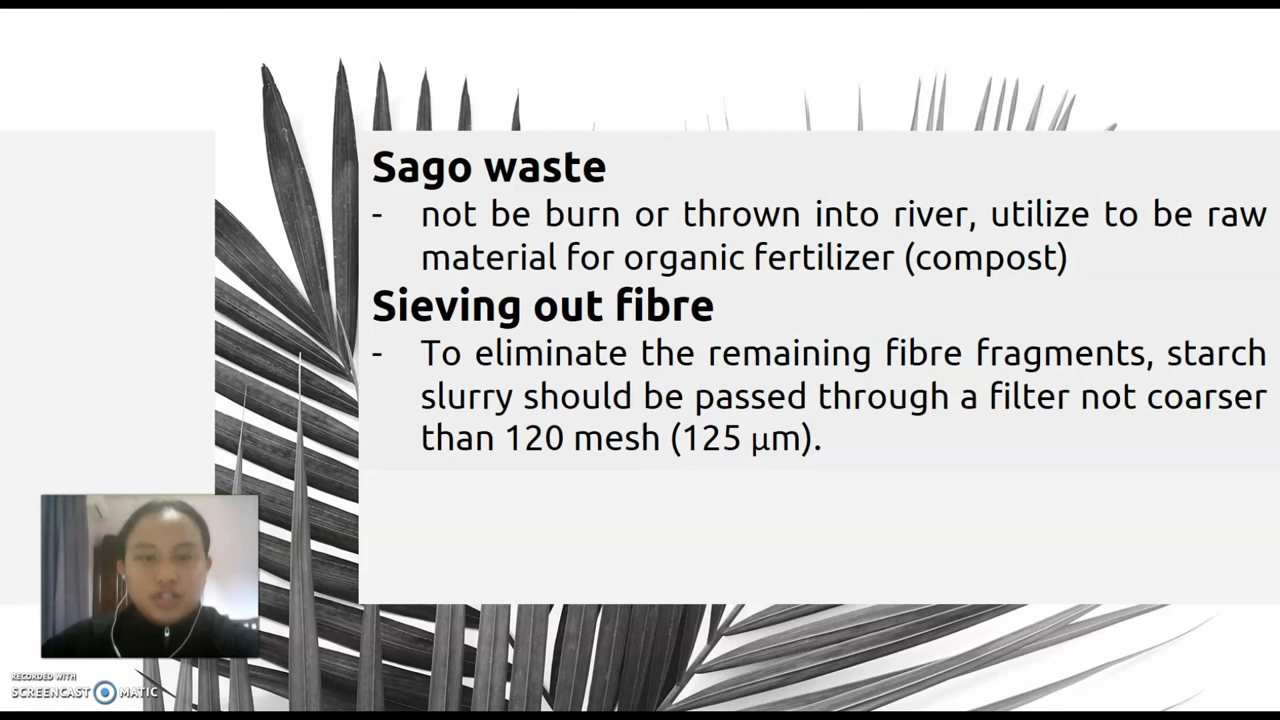 Sago waste
- not be burn or thrown into river, utilize to be raw
material for organic fertilizer (compost)
Sieving out fibre
- To eliminate the remaining fibre fragments, starch
slurry should be passed through a filter not coarser
than 120 mesh (125 µm).
RECORDED WITH
SCREENCAST MATIC